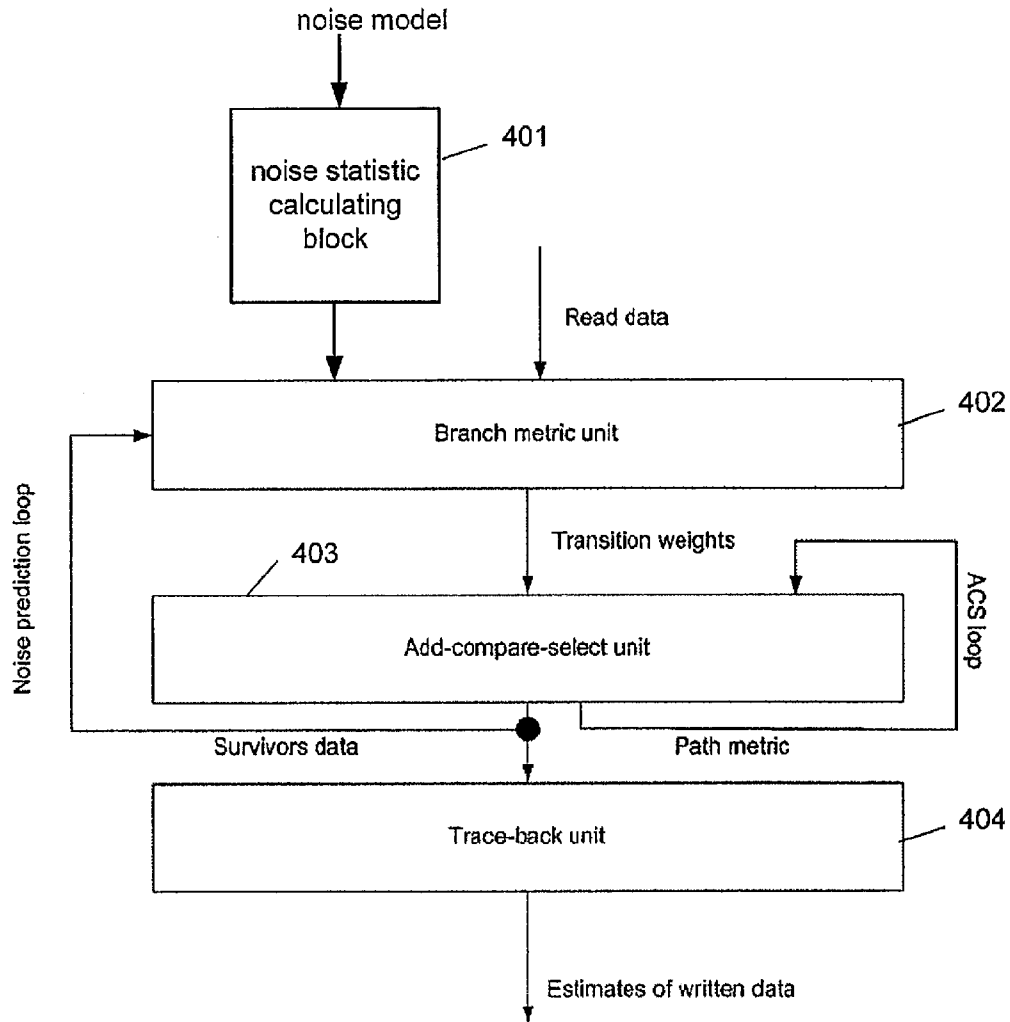 noise model
401
noise statistic
calculating
block
Read data
402
Branch metric unit
Noise prediction loop
Transition weights
403
ACS loop
Add-compare-select unit
Survivors data
Path metric
404
Trace-back unit
Estimates of written data